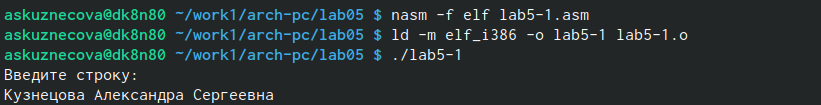 askuznecova@dk8n80 ~/work1/arch-pc/lab05 $ nasm -f elf lab5-1.asm
askuznecova@dk8n80 ~/work1/arch-pc/lab05 $ ld -m elf_i386 -o lab5-1 lab5-1.o
askuznecova@dk8n80 ~/work1/arch-pc/lab05 $ ./lab5-1
Введите строку:
Кузнецова Александра Сергеевна